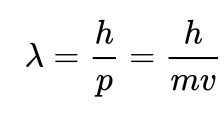 λ = h/p = h/mv